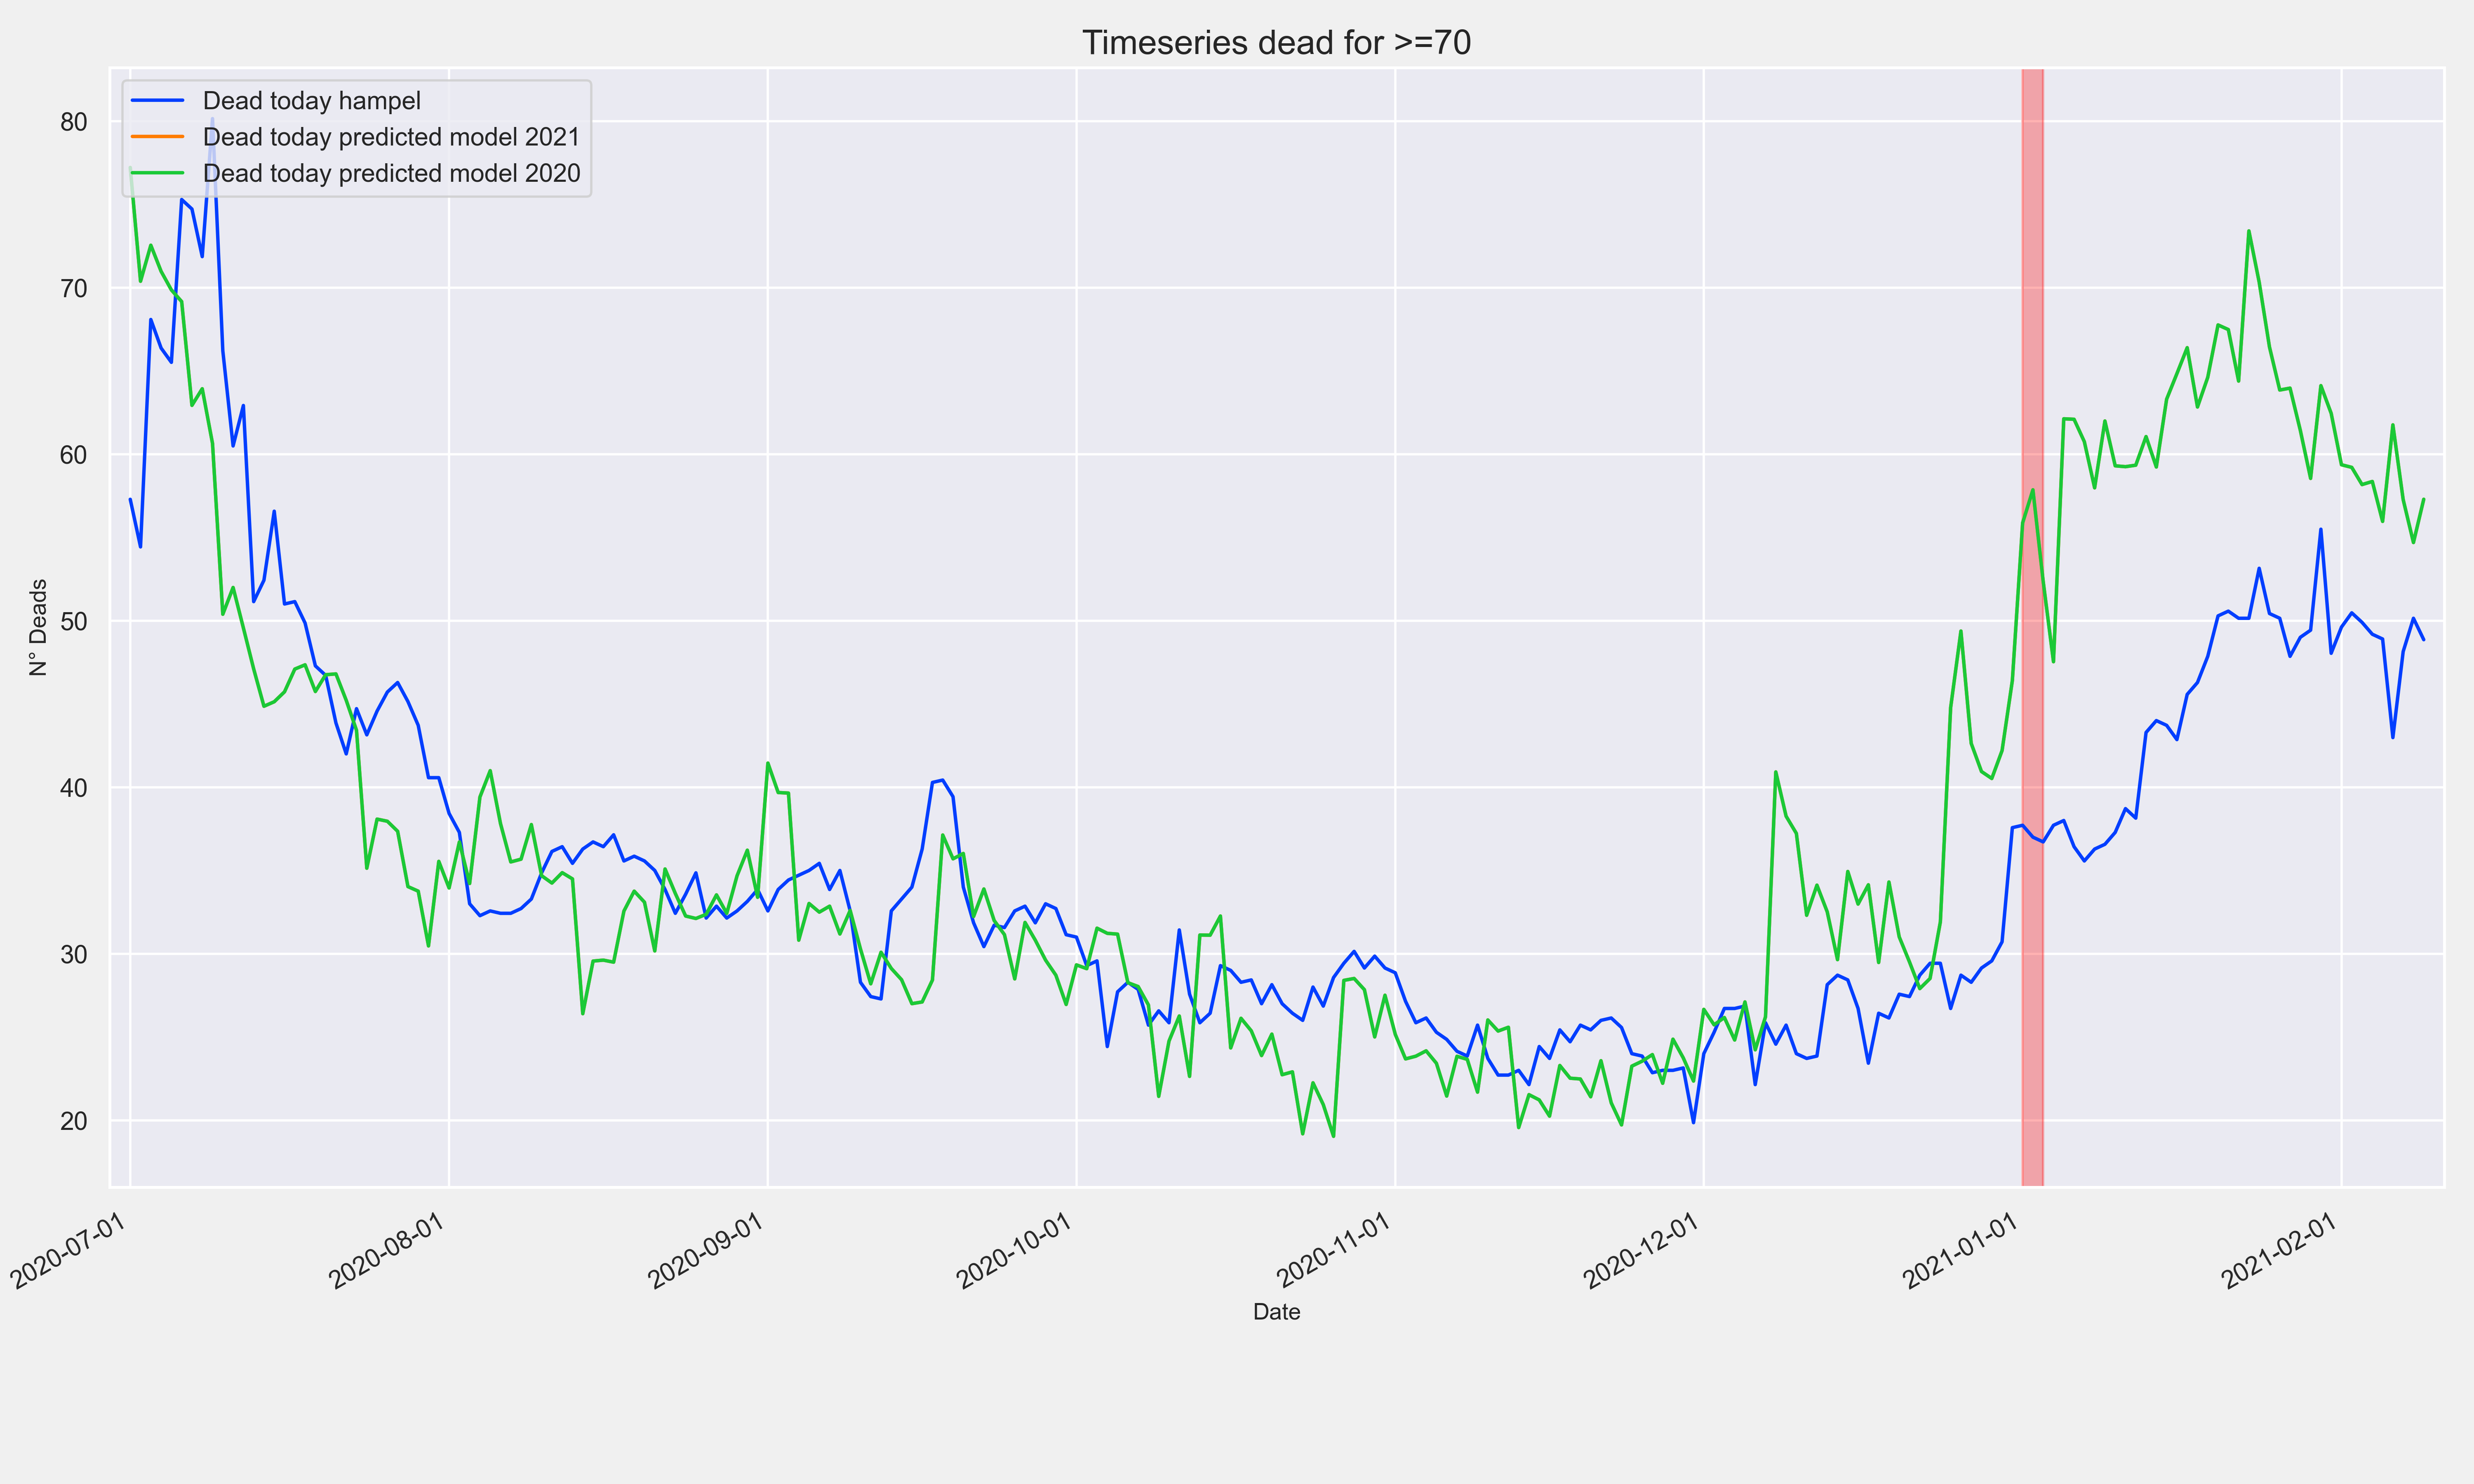 Timeseries dead for >=70
Dead today hampel
Dead today predicted model 2021
Dead today predicted model 2020
80
70
60
50
40
30
20
N° Deads
2020-07-01
2020-08-01
2020-09-01
2020-10-01
2020-11-01
2020-12-01
2021-01-01
2021-02-01
Date